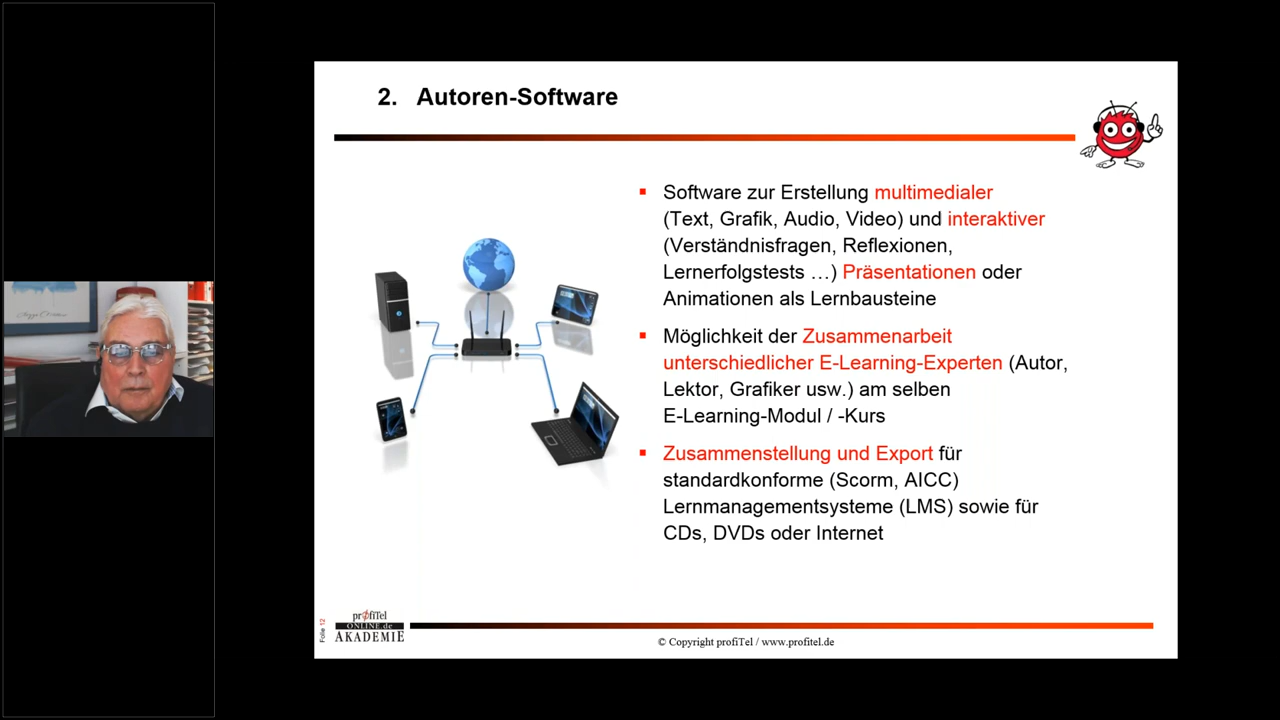 2. Autoren-Software
Software zur Erstellung multimedialer
(Text, Grafik, Audio, Video) und interaktiver
(Verständnisfragen, Reflexionen,
Lernerfolgstests ...) Präsentationen oder
Animationen als Lernbausteine
Möglichkeit der Zusammenarbeit
unterschiedlicher E-Learning-Experten (Autor,
Lektor, Grafiker usw.) am selben
E-Learning-Modul / -Kurs
Zusammenstellung und Export für
standardkonforme (Scorm, AICC)
Lernmanagementsysteme (LMS) sowie für
CDs, DVDs oder Internet
Folie 12
profiTel
ONLINE.de
AKADEMIE
© Copyright profiTel / www.profitel.de